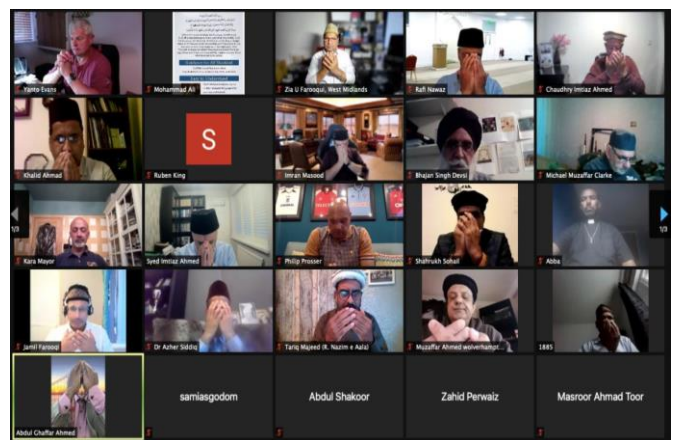 Yanto Evans
Mohammad Ali
Zia U Farooqui, West Midlands
Rafi Nawaz
Chaudhry Imtiaz Ahmed
Khalid Ahmad
S
Ruben King
Imran Masood
Bhajan Singh Devsi
Michael Muzaffar Clarke
1/3
Kara Mayor
Syed Imtiaz Ahmed
Philip Prosser
Shahrukh Sohail
Abba
1/3
Jamil Farooqi
Dr Azher Siddiq
Tariq Majeed (R. Nazim e Aala)
Muzaffar Ahmed wolverhampt...
1885
Abdul Ghaffar Ahmed
samiasgodom
Abdul Shakoor
Zahid Perwaiz
Masroor Ahmad Toor